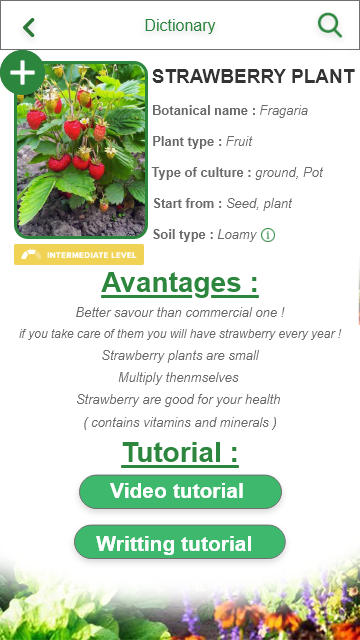 Dictionary
STRAWBERRY PLANT
Botanical name : Fragaria
Plant type : Fruit
Type of culture : ground, Pot
Start from : Seed, plant
Soil type : Loamy i
INTERMEDIATE LEVEL
Avantages :
Better savour than commercial one !
if you take care of them you will have strawberry every year !
Strawberry plants are small
Multiply thenmselves
Strawberry are good for your health
( contains vitamins and minerals )
Tutorial :
Video tutorial
Writting tutorial